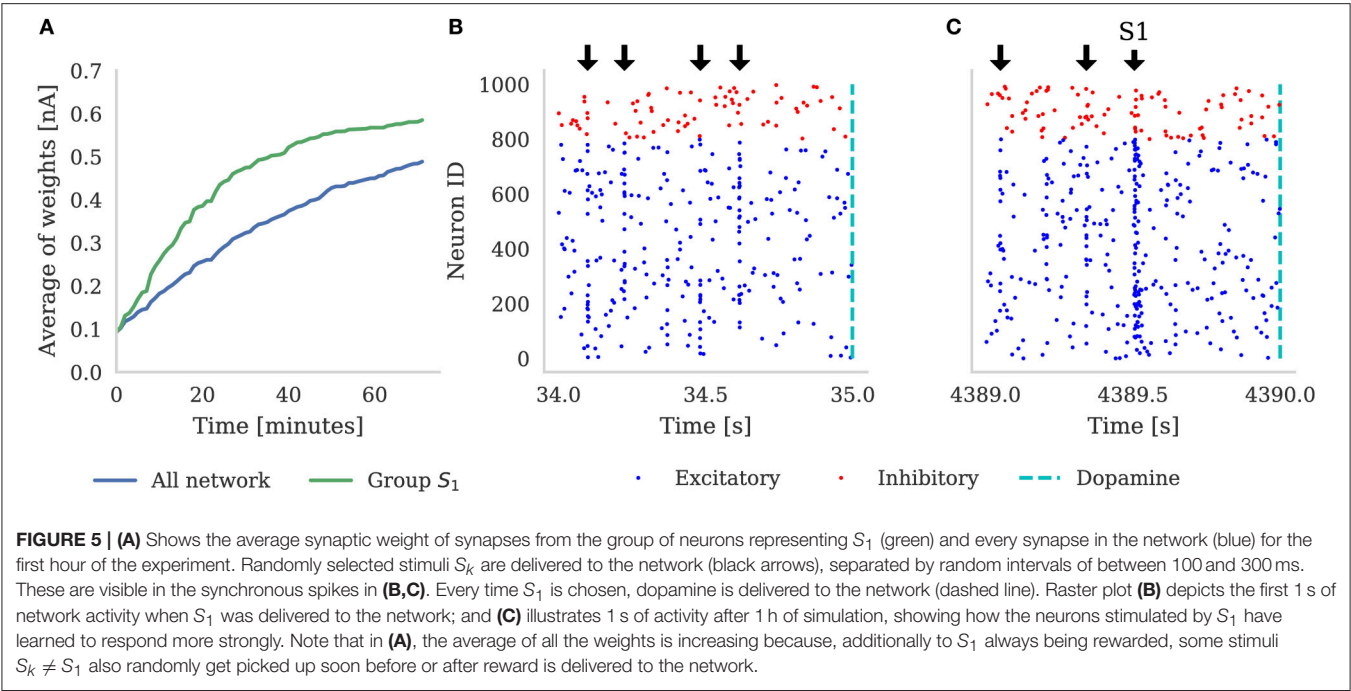 A
B
C
S1
0.7
0.6
0.5
0.4
0.3
0.2
0.1
0.0
Average of weights [nA]
0
20
40
60
Time [minutes]
1000
800
600
400
200
0
Neuron ID
34.0
34.5
35.0
Time [s]
4389.0
4389.5
4390.0
Time [s]
All network
Group S₁
Excitatory
Inhibitory
Dopamine
FIGURE 5 | (A) Shows the average synaptic weight of synapses from the group of neurons representing S₁ (green) and every synapse in the network (blue) for the
first hour of the experiment. Randomly selected stimuli Sₖ are delivered to the network (black arrows), separated by random intervals of between 100 and 300 ms.
These are visible in the synchronous spikes in (B,C). Every time S₁ is chosen, dopamine is delivered to the network (dashed line). Raster plot (B) depicts the first 1 s of
network activity when S₁ was delivered to the network; and (C) illustrates 1 s of activity after 1 h of simulation, showing how the neurons stimulated by S₁ have
learned to respond more strongly. Note that in (A), the average of all the weights is increasing because, additionally to S₁ always being rewarded, some stimuli
Sₖ ≠ S₁ also randomly get picked up soon before or after reward is delivered to the network.